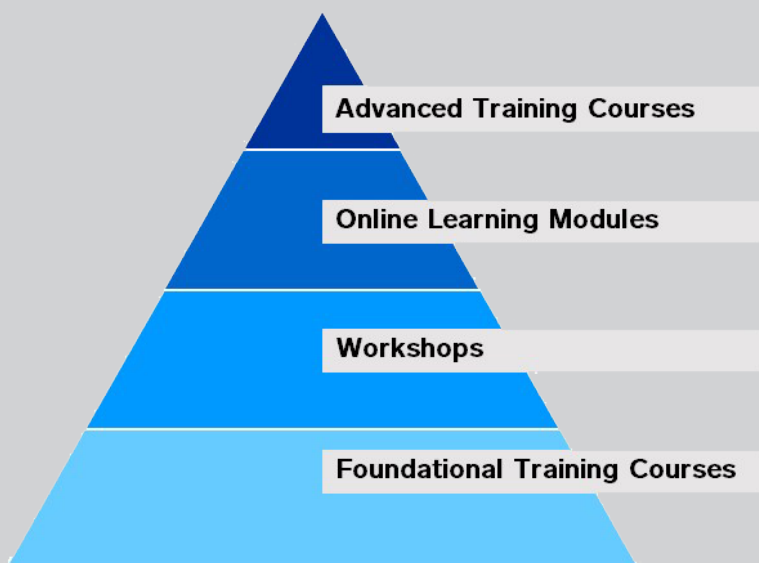 Advanced Training Courses
Online Learning Modules
Workshops
Foundational Training Courses